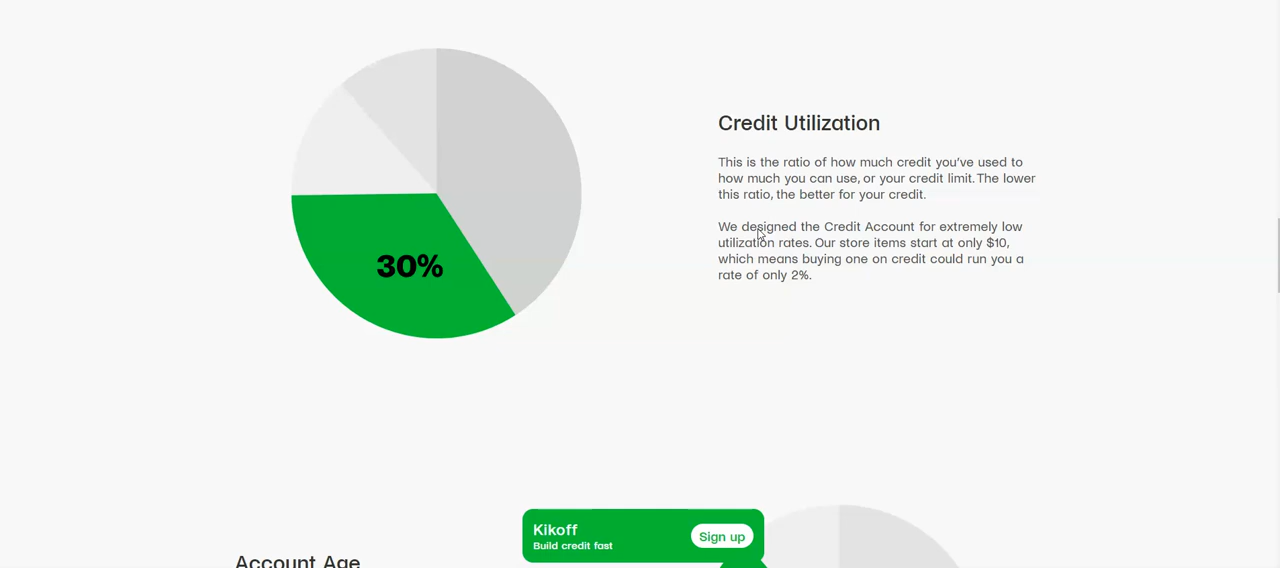 30%
Credit Utilization
This is the ratio of how much credit you've used to
how much you can use, or your credit limit. The lower
this ratio, the better for your credit.
We designed the Credit Account for extremely low
utilization rates. Our store items start at only $10,
which means buying one on credit could run you a
rate of only 2%.
Kikoff
Build credit fast
Sign up
Account Age